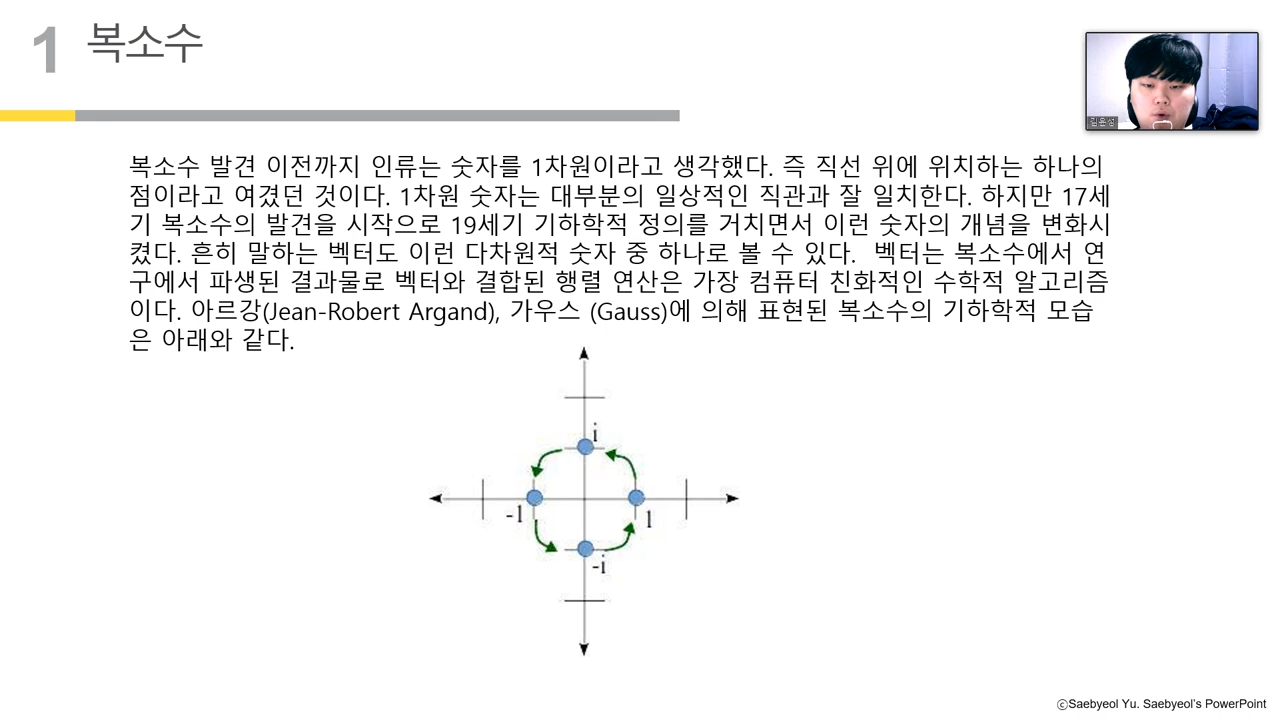 1 복소수
김윤성
복소수 발견 이전까지 인류는 숫자를 1차원이라고 생각했다. 즉 직선 위에 위치하는 하나의
점이라고 여겼던 것이다. 1차원 숫자는 대부분의 일상적인 직관과 잘 일치한다. 하지만 17세
기 복소수의 발견을 시작으로 19세기 기하학적 정의를 거치면서 이런 숫자의 개념을 변화시
켰다. 흔히 말하는 벡터도 이런 다차원적 숫자 중 하나로 볼 수 있다.  벡터는 복소수에서 연
구에서 파생된 결과물로 벡터와 결합된 행렬 연산은 가장 컴퓨터 친화적인 수학적 알고리즘
이다. 아르강(Jean-Robert Argand), 가우스 (Gauss)에 의해 표현된 복소수의 기하학적 모습
은 아래와 같다.
i
-1
1
-i
ⓒSaebyeol Yu. Saebyeol's PowerPoint